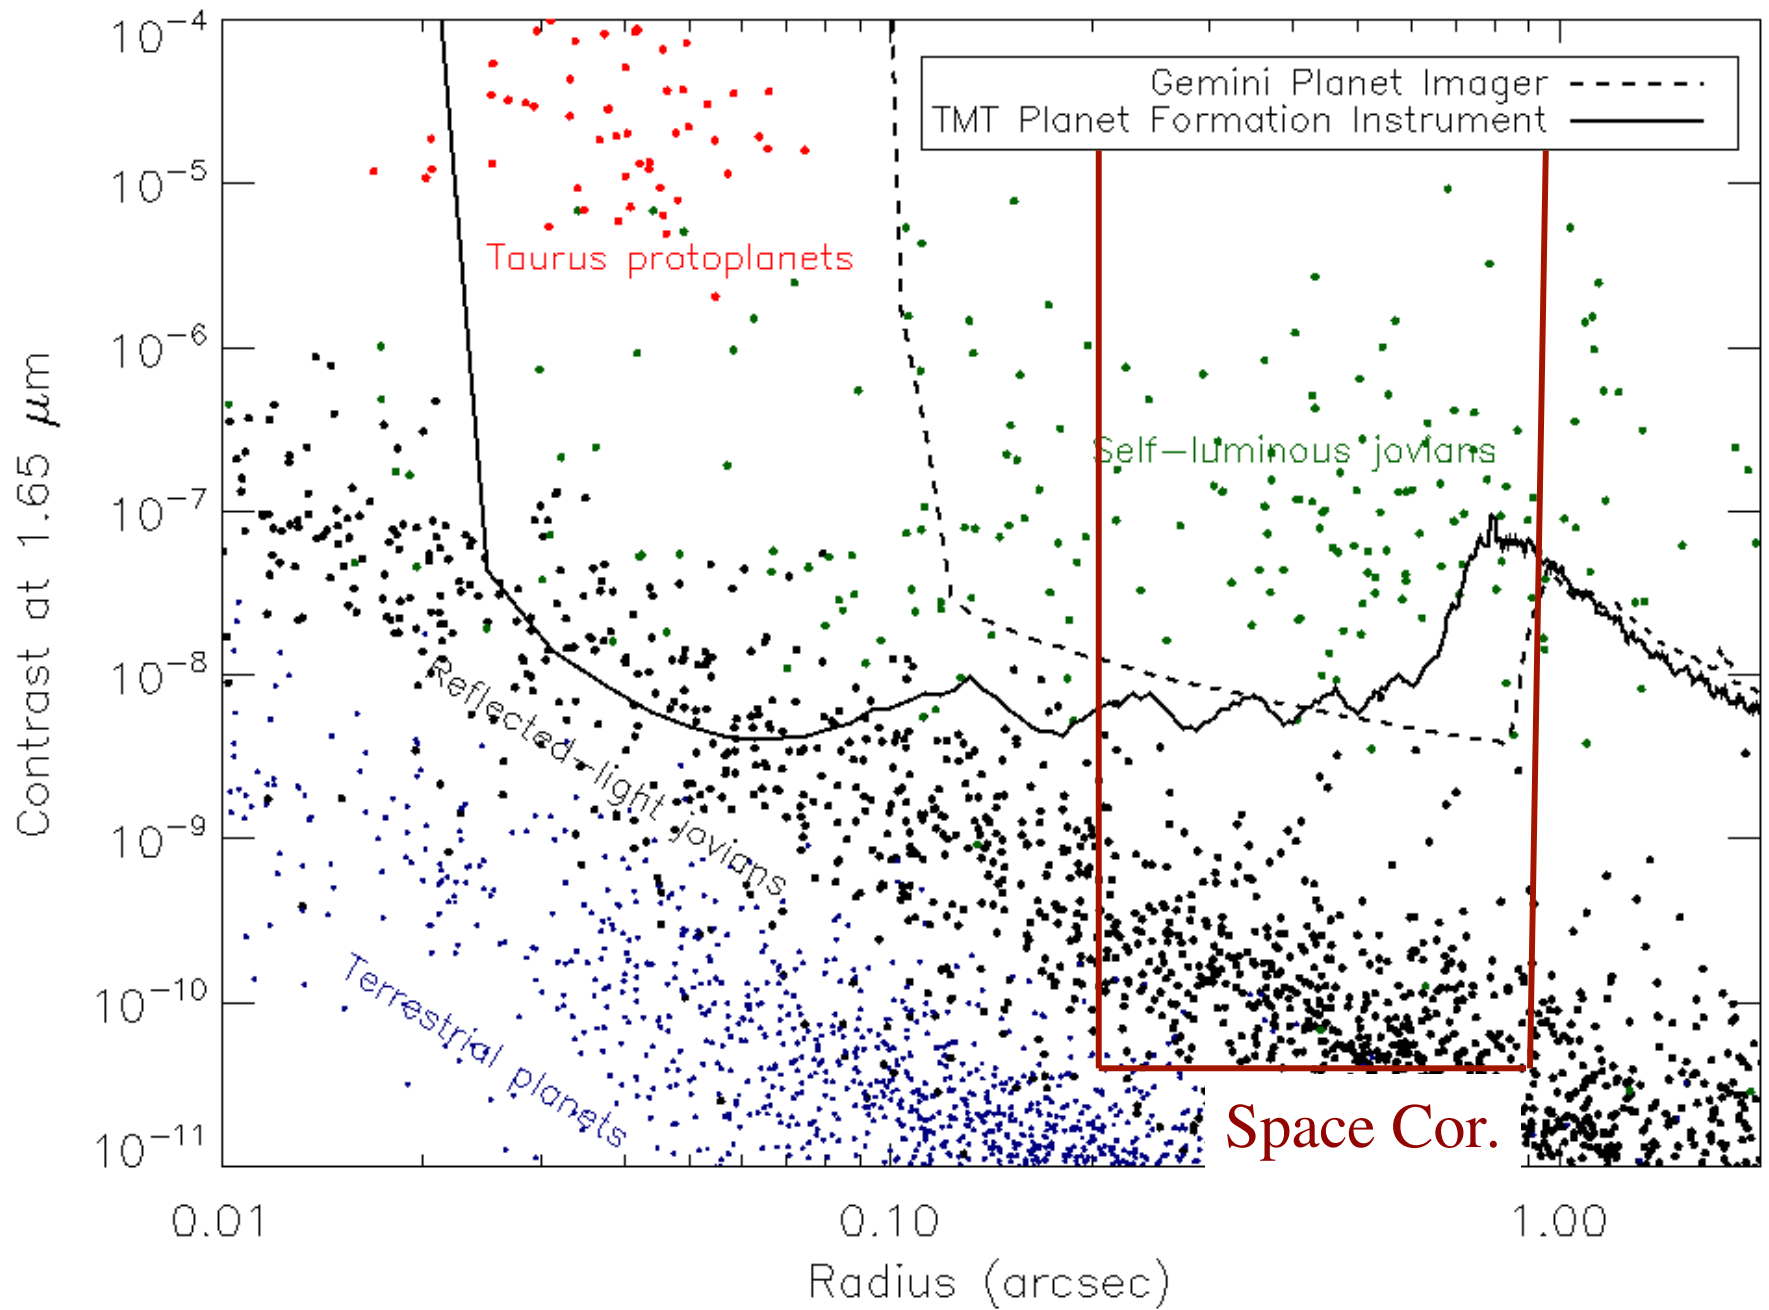 10−4
10−5
10−6
10−7
10−8
10−9
10−10
10−11
Contrast at 1.65 μm
Gemini Planet Imager
TMT Planet Formation Instrument
Taurus protoplanets
Self−luminous jovians
Reflected−light jovians
Terrestrial planets
Space Cor.
0.01
0.10
1.00
Radius (arcsec)